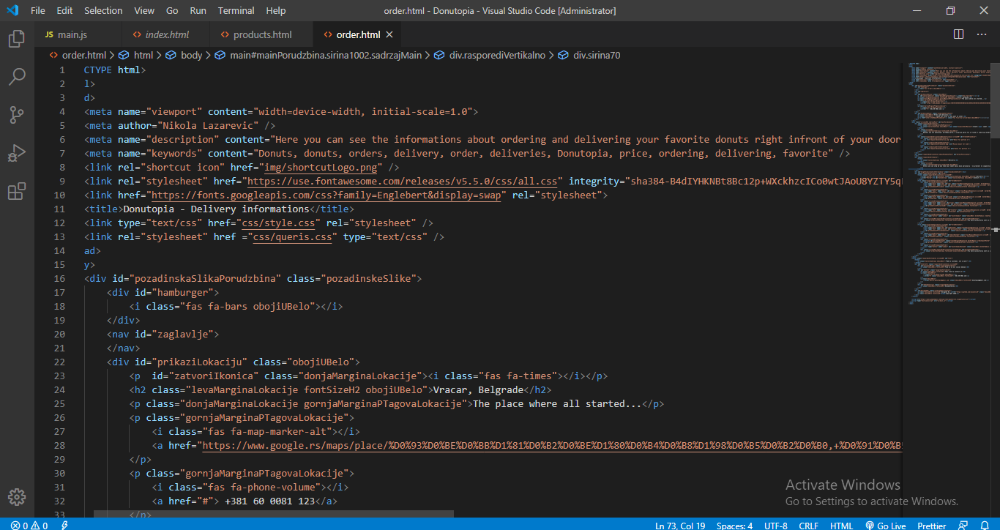 File Edit Selection View Go Run Terminal Help order.html - Donutopia - Visual Studio Code [Administrator]
JS main.js <> index.html <> products.html <> order.html ×
<> order.html > html > body > main#mainPorudzbina.sirina1002.sadrzajMain > div.rasporediVertikalno > div.sirina70
1 CTYPE html>
2 l>
3 d>
4 <meta name="viewport" content="width=device-width, initial-scale=1.0">
5 <meta author="Nikola Lazarevic" />
6 <meta name="description" content="Here you can see the informations about ordering and delivering your favorite donuts right infront of your door
7 <meta name="keywords" content="Donuts, donuts, orders, delivery, order, deliveries, Donutopia, price, ordering, delivering, favorite" />
8 <link rel="shortcut icon" href="img/shortcutLogo.png" />
9 <link rel="stylesheet" href="https://use.fontawesome.com/releases/v5.5.0/css/all.css" integrity="sha384-B4dIYHKNBt8Bc12p+WXckhzcICo0wtJAoU8YZTY5q
10 <link href="https://fonts.googleapis.com/css?family=Englebert&display=swap" rel="stylesheet">
11 <title>Donutopia - Delivery informations</title>
12 <link type="text/css" href="css/style.css" rel="stylesheet" />
13 <link rel="stylesheet" href ="css/queris.css" type="text/css" />
14 ad>
15 y>
16 <div id="pozadinskaSlikaPorudzbina" class="pozadinskeSlike">
17 <div id="hamburger">
18 <i class="fas fa-bars obojiUBelo"></i>
19 </div>
20 <nav id="zaglavlje">
21 </nav>
22 <div id="prikaziLokaciju" class="obojiUBelo">
23 <p  id="zatvoriIkonica" class="donjaMarginaLokacije"><i class="fas fa-times"></i></p>
24 <h2 class="levaMarginaLokacije fontSizeH2 obojiUBelo">Vracar, Belgrade</h2>
25 <p class="donjaMarginaLokacije gornjaMarginaPTagovaLokacije">The place where all started...</p>
26 <p class="gornjaMarginaPTagovaLokacije">
27 <i class="fas fa-map-marker-alt"></i>
28 <a href="https://www.google.rs/maps/place/%D0%93%D0%BE%D0%BB%D1%81%D0%B2%D0%BE%D1%80%D0%B4%D0%B8%D1%98%D0%B5%D0%B2%D0%B0,+%D0%91%D0%B
29 </p>
30 <p class="gornjaMarginaPTagovaLokacije">
31 <i class="fas fa-phone-volume"></i>
32 <a href="#"> +381 60 0081 123</a>
33 </p>
Activate Windows
Go to Settings to activate Windows.
0 0 Ln 73, Col 19 Spaces: 4 UTF-8 CRLF HTML Go Live Prettier